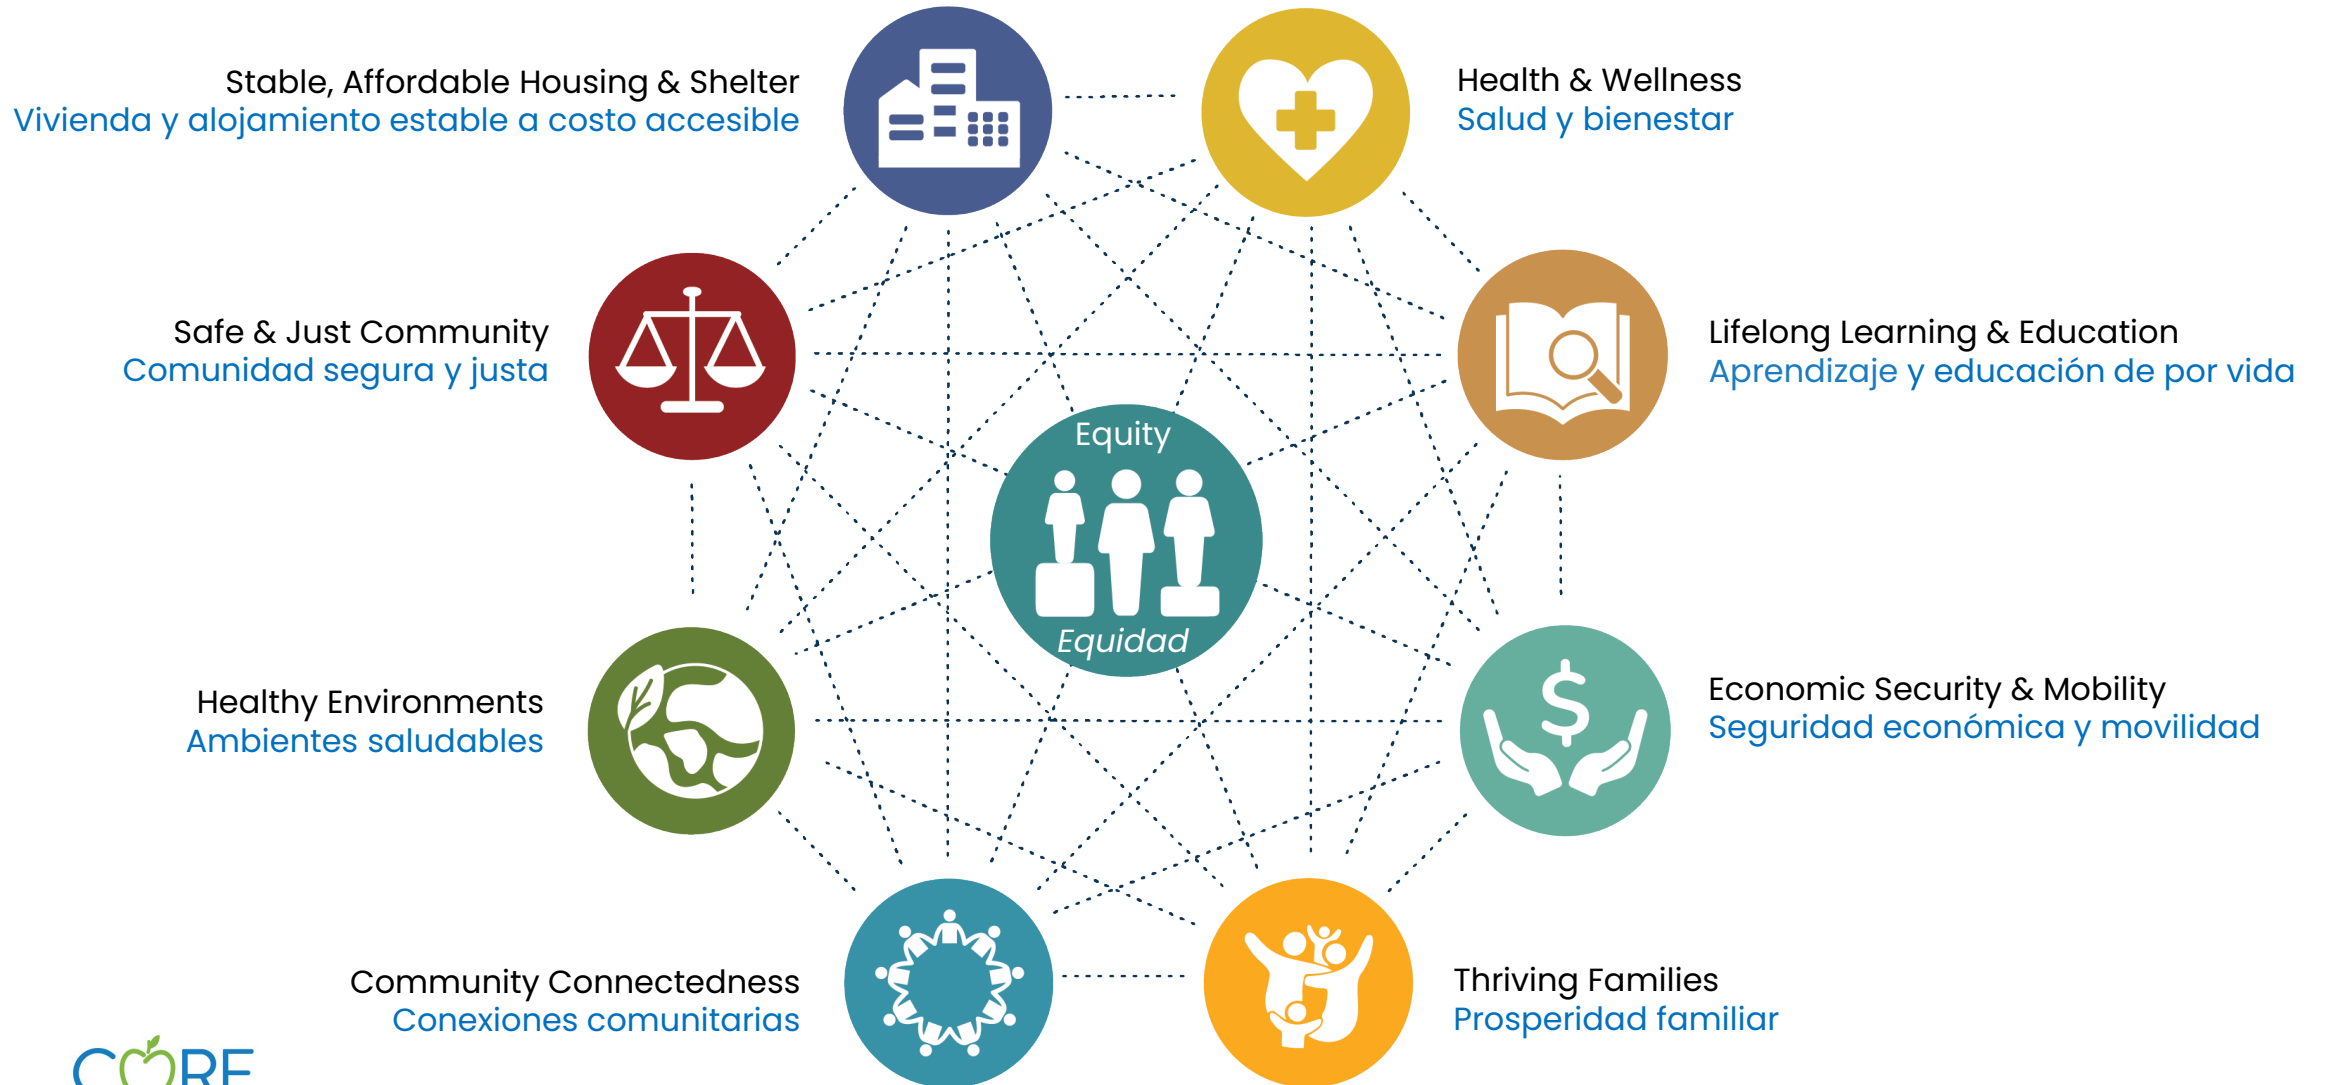 Stable, Affordable Housing & Shelter
Vivienda y alojamiento estable a costo accesible
Health & Wellness
Salud y bienestar
Safe & Just Community
Comunidad segura y justa
Lifelong Learning & Education
Aprendizaje y educación de por vida
Equity
Equidad
Healthy Environments
Ambientes saludables
Economic Security & Mobility
Seguridad económica y movilidad
Community Connectedness
Conexiones comunitarias
Thriving Families
Prosperidad familiar
CORE